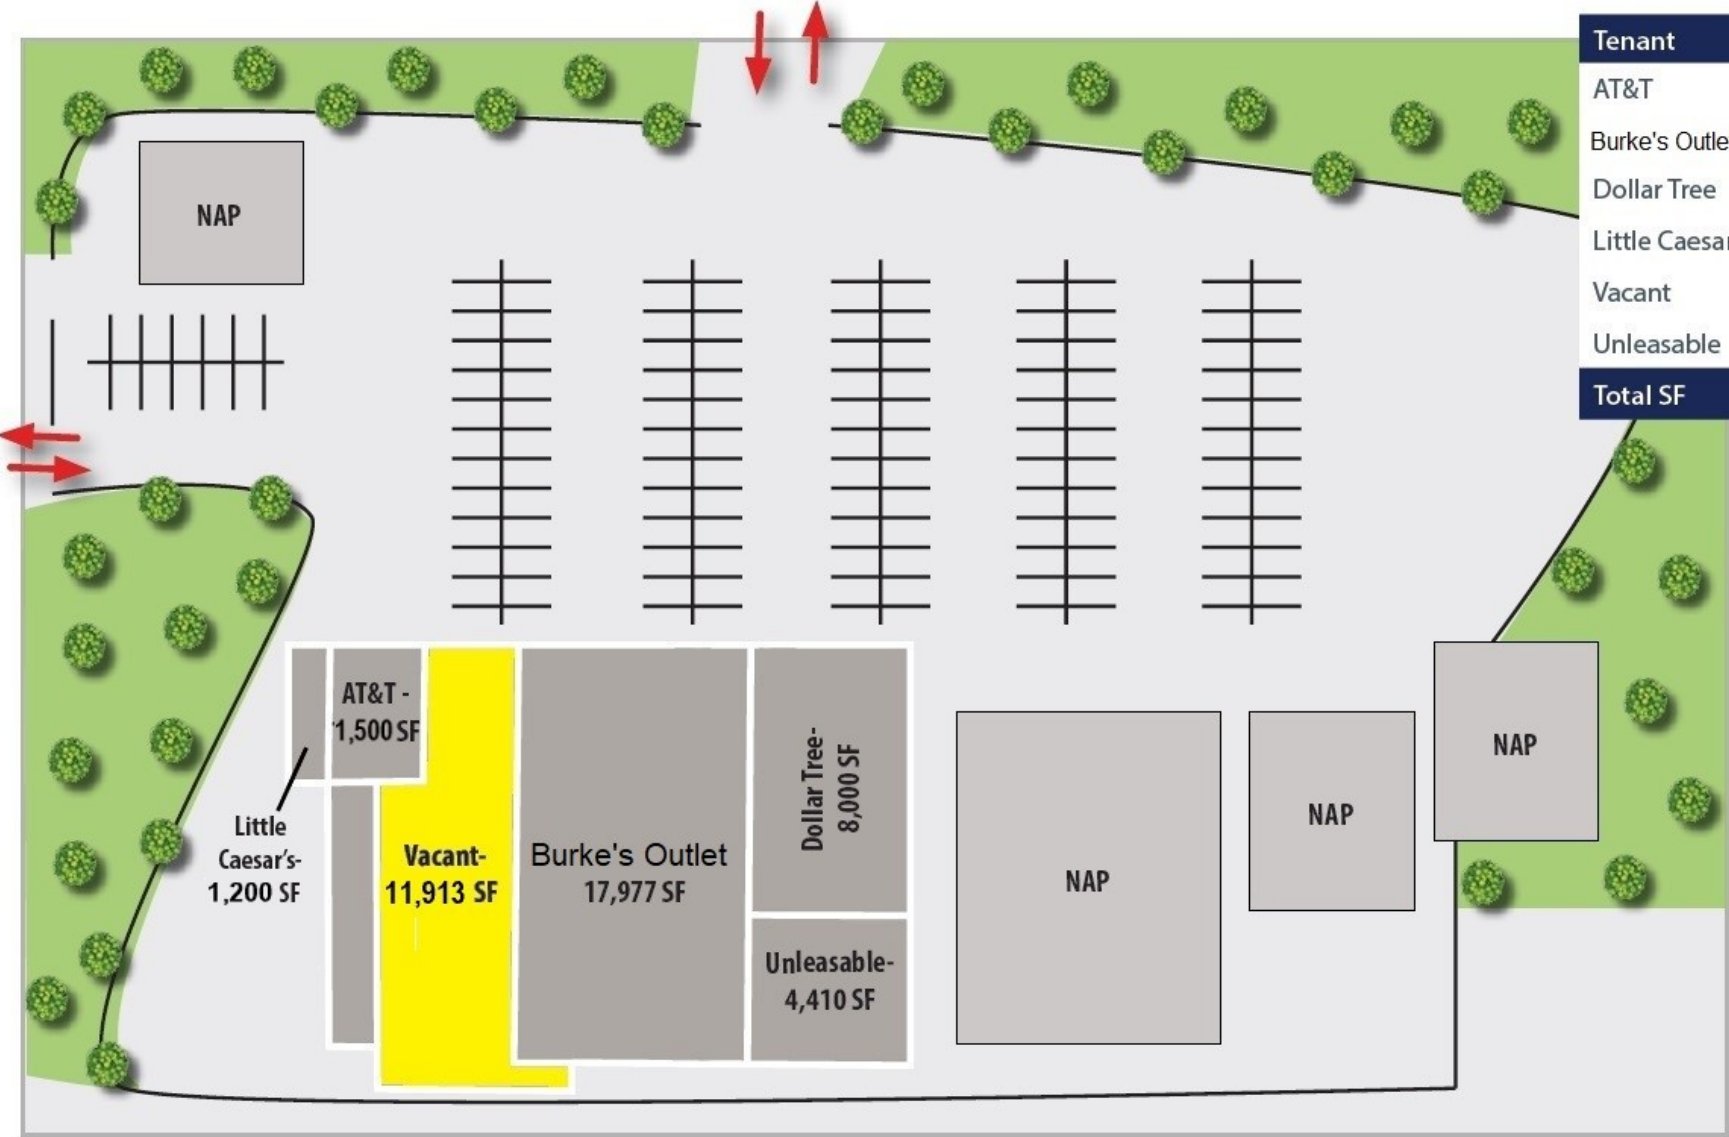 Tenant
AT&T
Burke's Outle
Dollar Tree
Little Caesar
Vacant
Unleasable
Total SF
NAP
AT&T -
1,500 SF
Little
Caesar's-
1,200 SF
Vacant-
11,913 SF
Burke's Outlet
17,977 SF
Dollar Tree-
8,000 SF
Unleasable-
4,410 SF
NAP
NAP
NAP